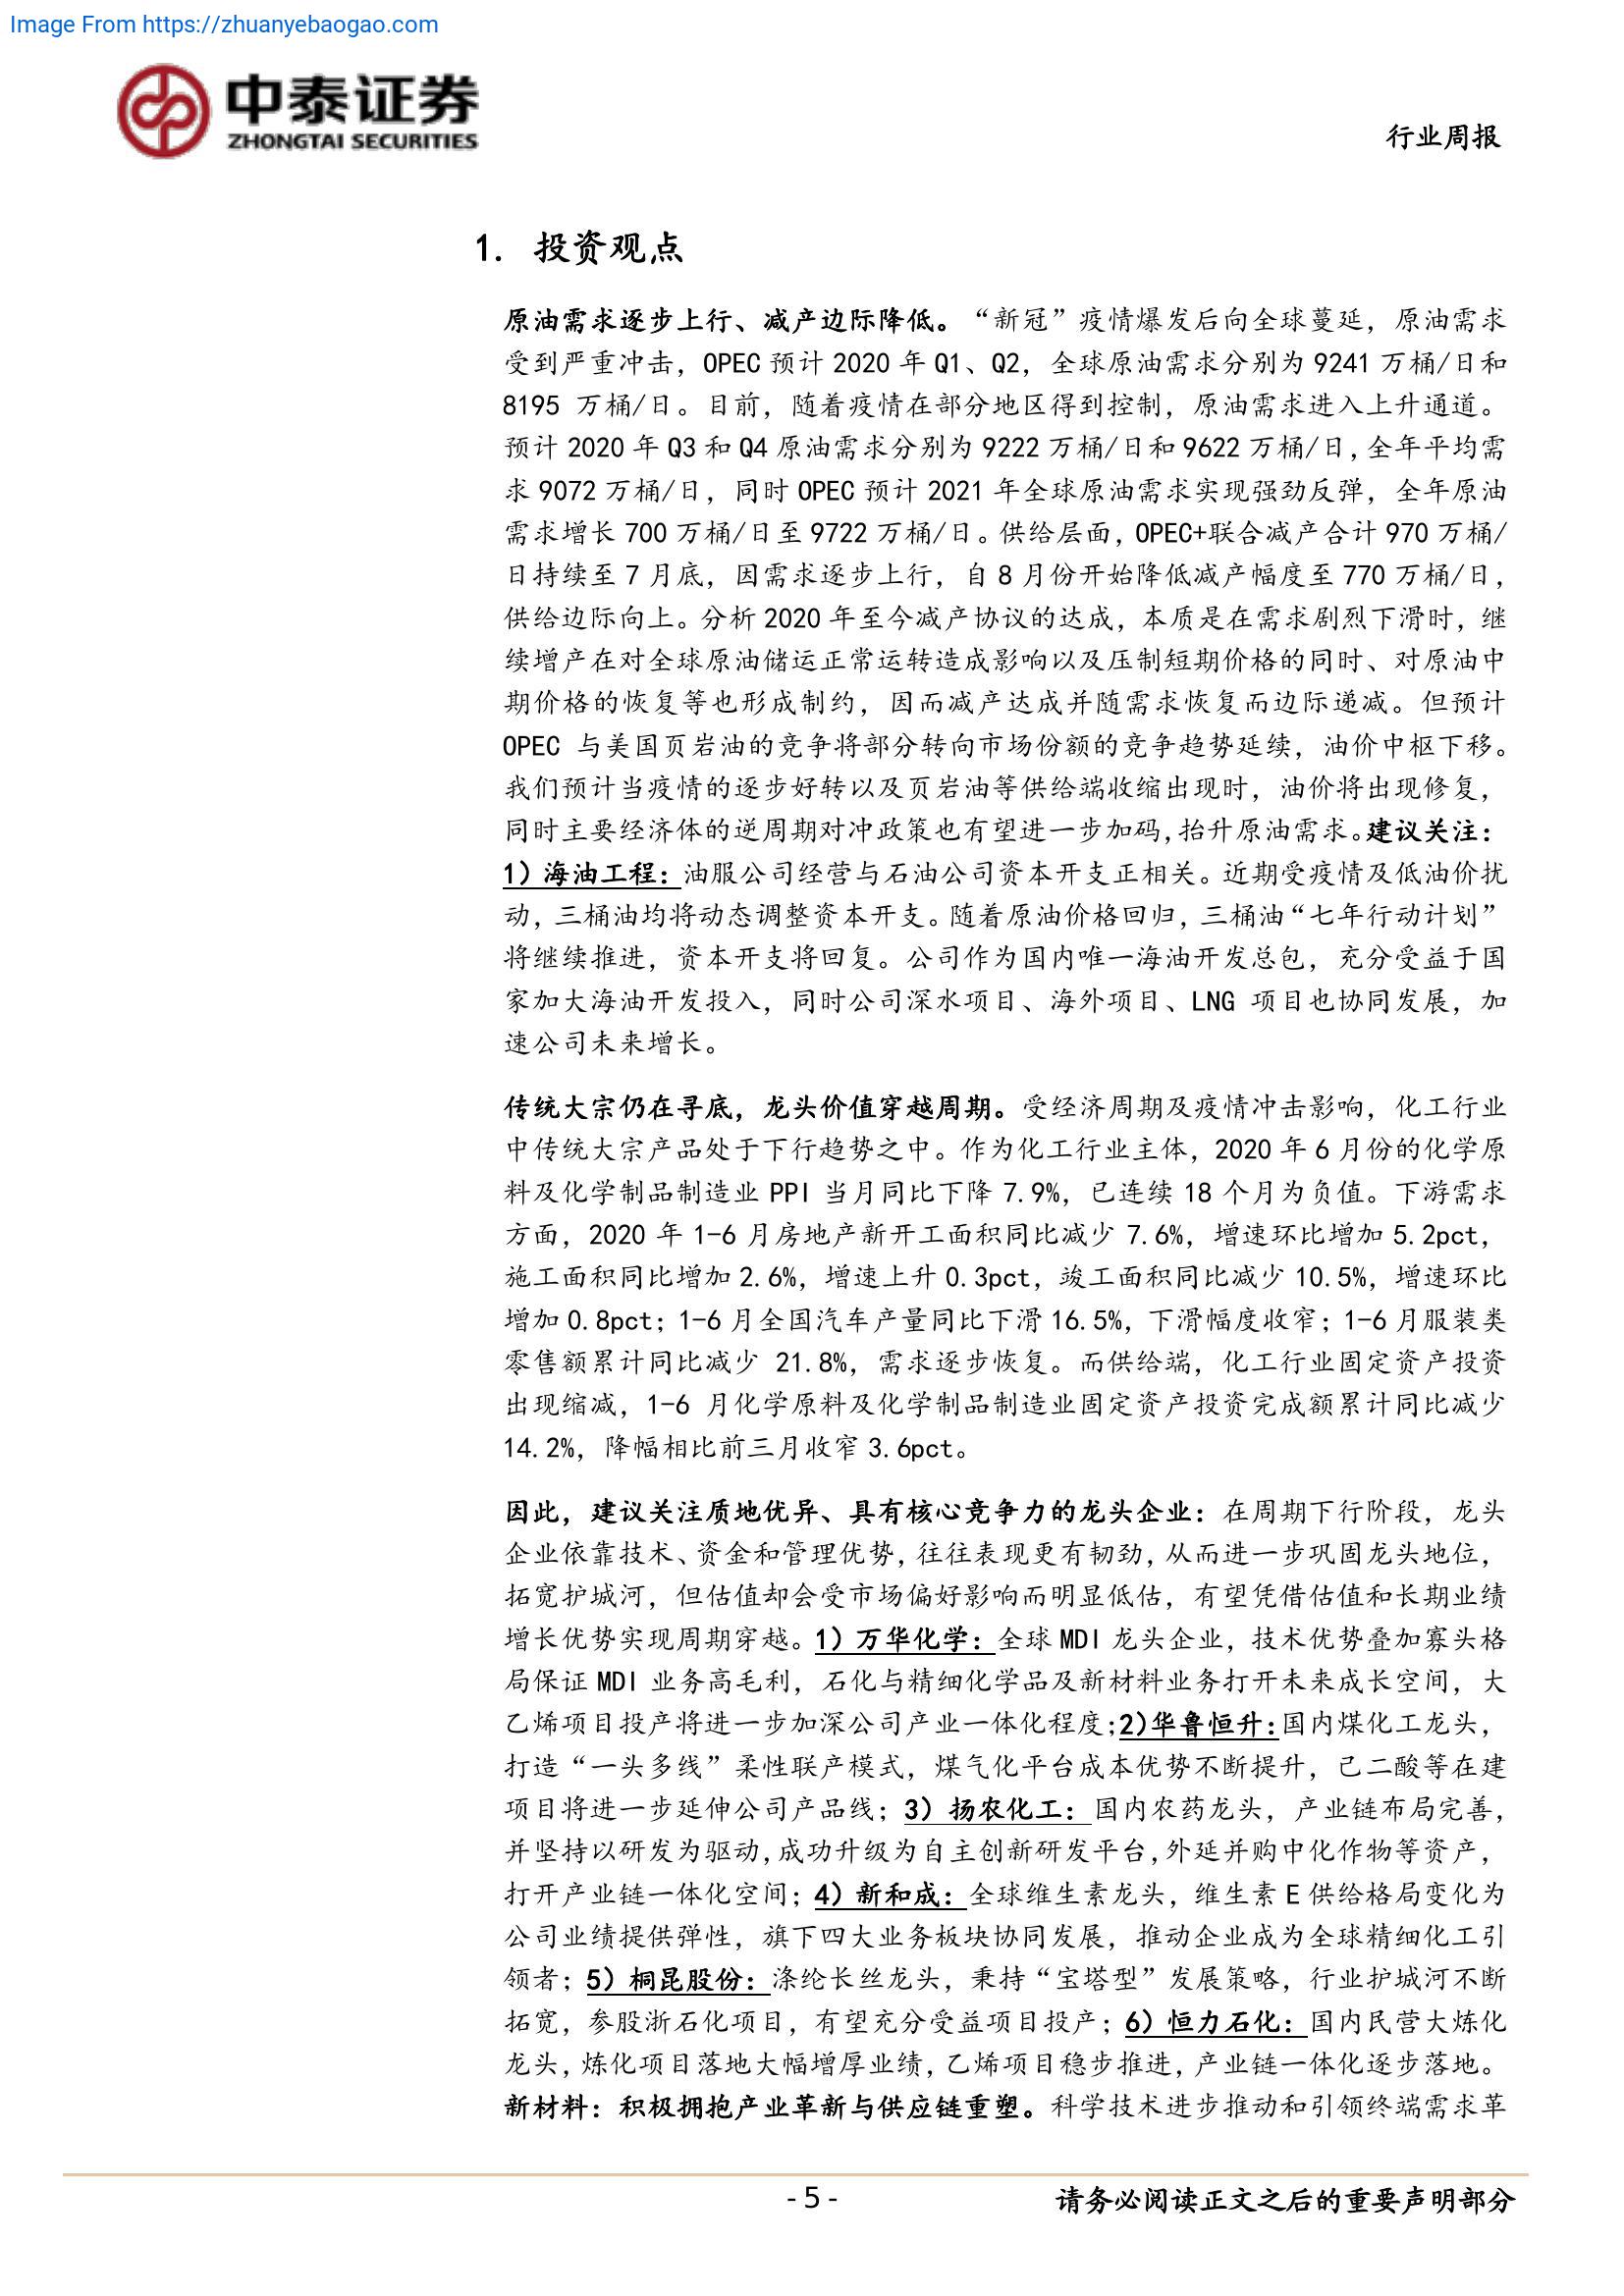 Image From https://zhuanyebaogao.com
中泰证券
ZHONGTAI SECURITIES
行业周报
1. 投资观点
原油需求逐步上行、减产边际降低。“新冠”疫情爆发后向全球蔓延，原油需求
受到严重冲击，OPEC 预计 2020 年 Q1、Q2，全球原油需求分别为 9241 万桶/日和
8195 万桶/日。目前，随着疫情在部分地区得到控制，原油需求进入上升通道。
预计 2020 年 Q3 和 Q4 原油需求分别为 9222 万桶/日和 9622 万桶/日，全年平均需
求 9072 万桶/日，同时 OPEC 预计 2021 年全球原油需求实现强劲反弹，全年原油
需求增长 700 万桶/日至 9722 万桶/日。供给层面，OPEC+联合减产合计 970 万桶/
日持续至 7 月底，因需求逐步上行，自 8 月份开始降低减产幅度至 770 万桶/日，
供给边际向上。分析 2020 年至今减产协议的达成，本质是在需求剧烈下滑时，继
续增产在对全球原油储运正常运转造成影响以及压制短期价格的同时、对原油中
期价格的恢复等也形成制约，因而减产达成并随需求恢复而边际递减。但预计
OPEC 与美国页岩油的竞争将部分转向市场份额的竞争趋势延续，油价中枢下移。
我们预计当疫情的逐步好转以及页岩油等供给端收缩出现时，油价将出现修复，
同时主要经济体的逆周期对冲政策也有望进一步加码，抬升原油需求。建议关注：
1）海油工程：油服公司经营与石油公司资本开支正相关。近期受疫情及低油价扰
动，三桶油均将动态调整资本开支。随着原油价格回归，三桶油“七年行动计划”
将继续推进，资本开支将回复。公司作为国内唯一海油开发总包，充分受益于国
家加大海油开发投入，同时公司深水项目、海外项目、LNG 项目也协同发展，加
速公司未来增长。
传统大宗仍在寻底，龙头价值穿越周期。受经济周期及疫情冲击影响，化工行业
中传统大宗产品处于下行趋势之中。作为化工行业主体，2020 年 6 月份的化学原
料及化学制品制造业 PPI 当月同比下降 7.9%，已连续 18 个月为负值。下游需求
方面，2020 年 1-6 月房地产新开工面积同比减少 7.6%，增速环比增加 5.2pct，
施工面积同比增加 2.6%，增速上升 0.3pct，竣工面积同比减少 10.5%，增速环比
增加 0.8pct；1-6 月全国汽车产量同比下滑 16.5%，下滑幅度收窄；1-6 月服装类
零售额累计同比减少 21.8%，需求逐步恢复。而供给端，化工行业固定资产投资
出现缩减，1-6 月化学原料及化学制品制造业固定资产投资完成额累计同比减少
14.2%，降幅相比前三月收窄 3.6pct。
因此，建议关注质地优异、具有核心竞争力的龙头企业：在周期下行阶段，龙头
企业依靠技术、资金和管理优势，往往表现更有韧劲，从而进一步巩固龙头地位，
拓宽护城河，但估值却会受市场偏好影响而明显低估，有望凭借估值和长期业绩
增长优势实现周期穿越。1）万华化学：全球 MDI 龙头企业，技术优势叠加寡头格
局保证 MDI 业务高毛利，石化与精细化学品及新材料业务打开未来成长空间，大
乙烯项目投产将进一步加深公司产业一体化程度；2）华鲁恒升：国内煤化工龙头，
打造“一头多线”柔性联产模式，煤气化平台成本优势不断提升，己二酸等在建
项目将进一步延伸公司产品线；3）扬农化工：国内农药龙头，产业链布局完善，
并坚持以研发为驱动，成功升级为自主创新研发平台，外延并购中化作物等资产，
打开产业链一体化空间；4）新和成：全球维生素龙头，维生素 E 供给格局变化为
公司业绩提供弹性，旗下四大业务板块协同发展，推动企业成为全球精细化工引
领者；5）桐昆股份：涤纶长丝龙头，秉持“宝塔型”发展策略，行业护城河不断
拓宽，参股浙石化项目，有望充分受益项目投产；6）恒力石化：国内民营大炼化
龙头，炼化项目落地大幅增厚业绩，乙烯项目稳步推进，产业链一体化逐步落地。
新材料：积极拥抱产业革新与供应链重塑。科学技术进步推动和引领终端需求革
- 5 -
请务必阅读正文之后的重要声明部分